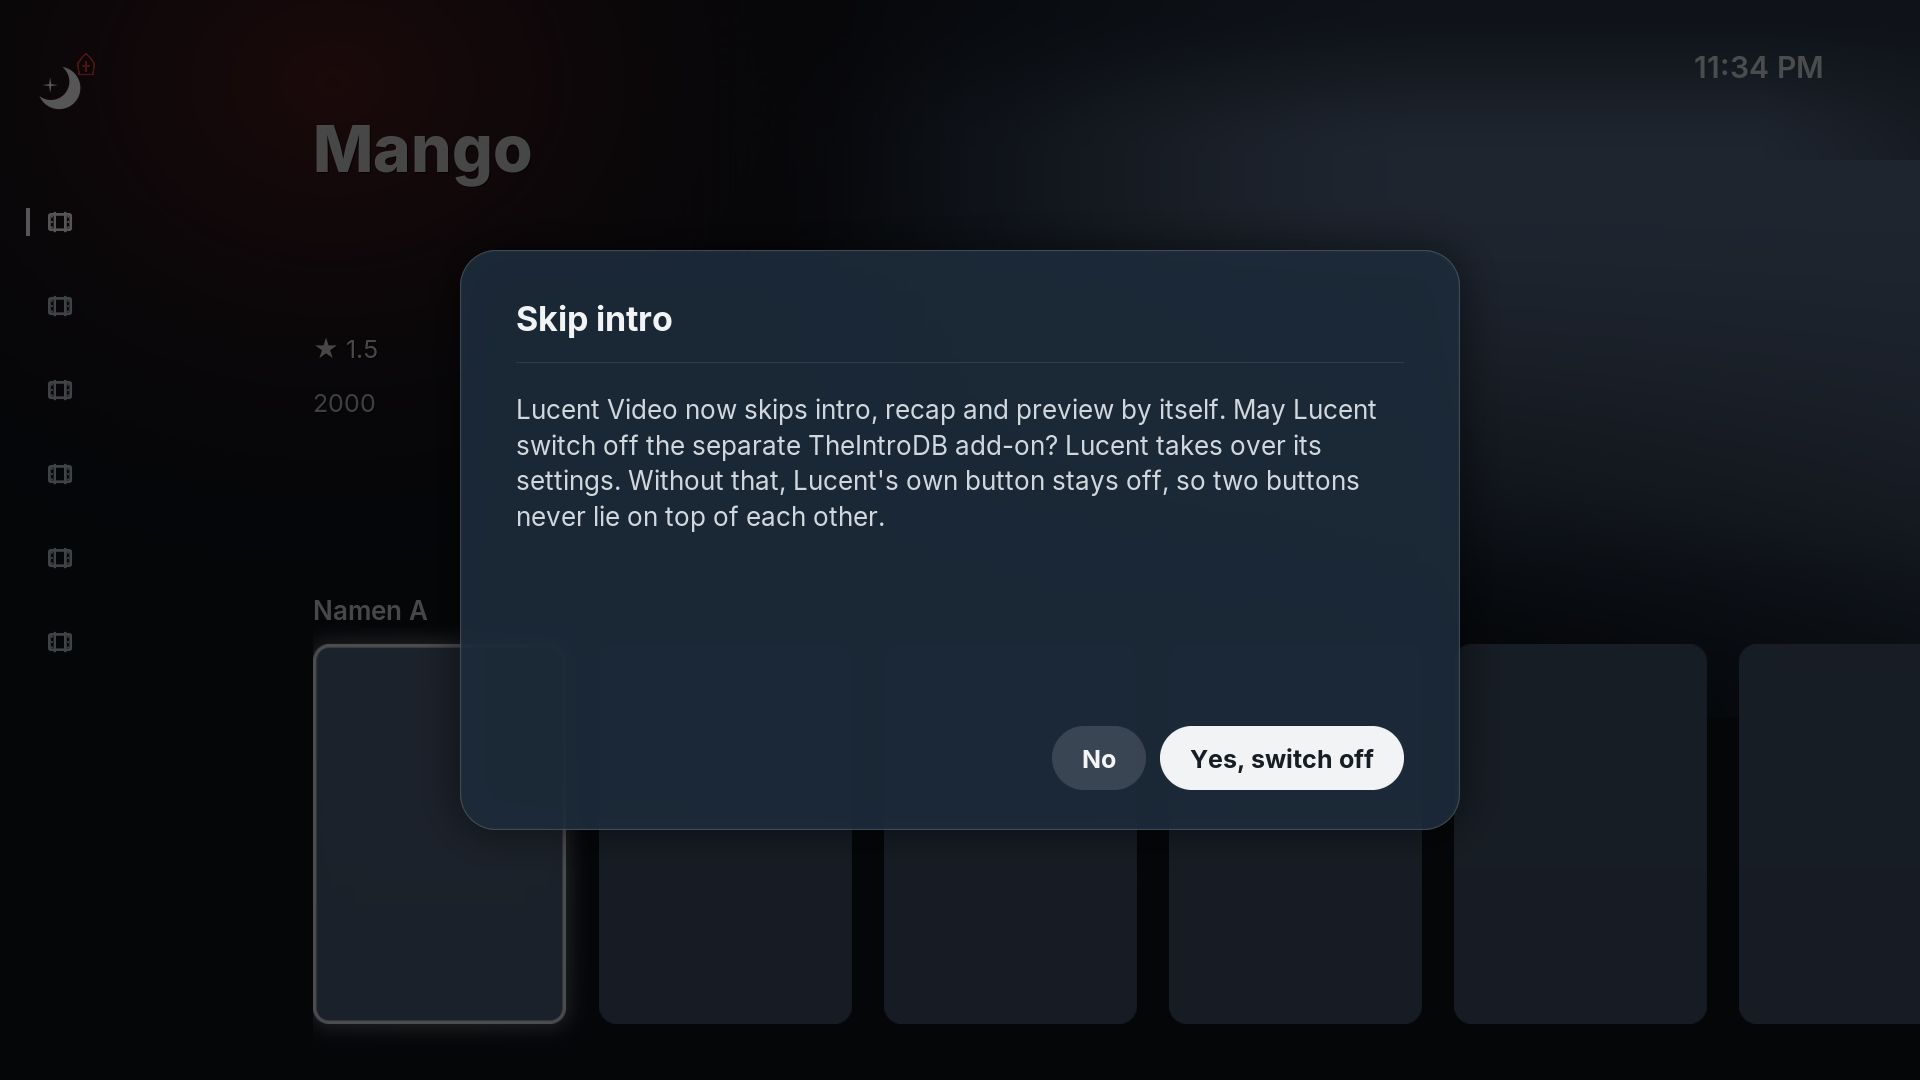 11:34 PM
Mango
★ 1.5
2000
Namen A
Skip intro
Lucent Video now skips intro, recap and preview by itself. May Lucent
switch off the separate TheIntroDB add-on? Lucent takes over its
settings. Without that, Lucent's own button stays off, so two buttons
never lie on top of each other.
No
Yes, switch off